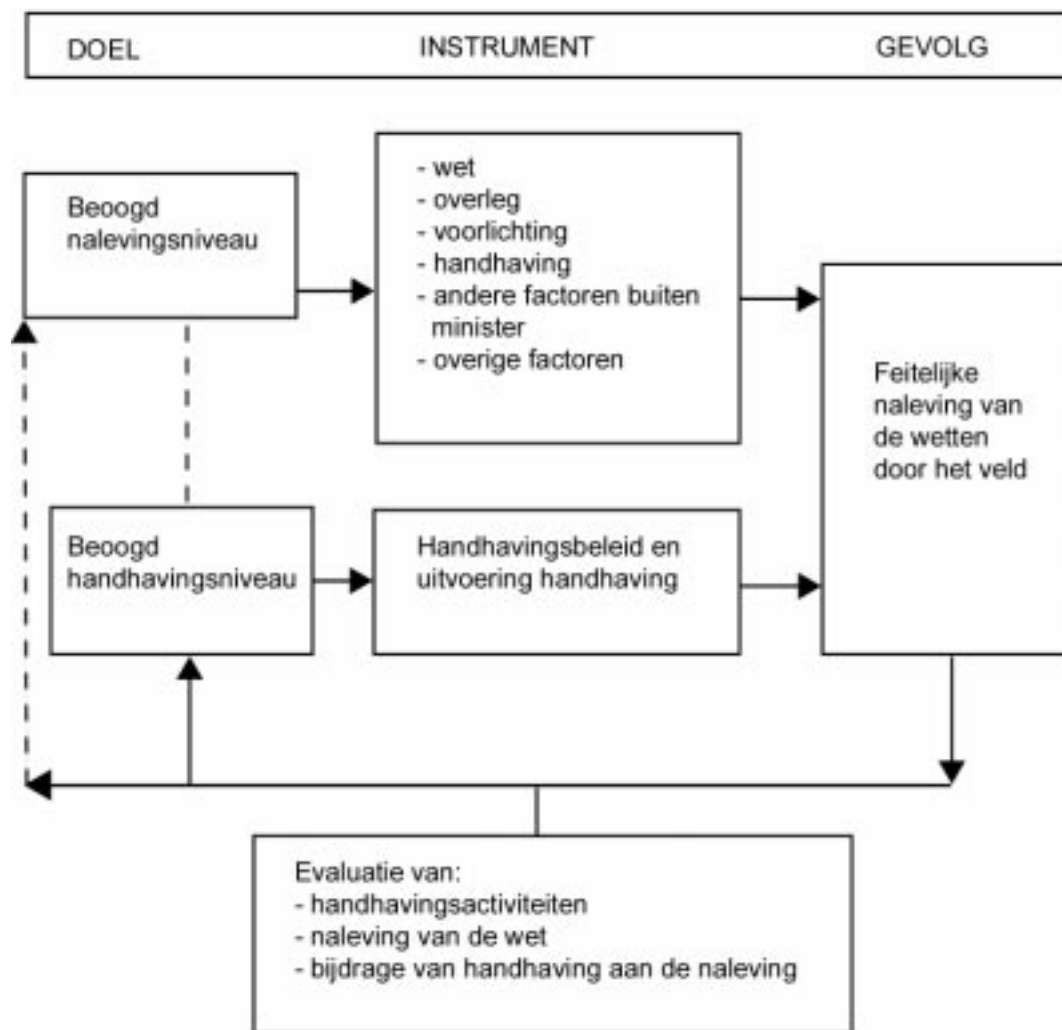 DOEL INSTRUMENT GEVOLG
Beoogd
nalevingsniveau
- wet
- overleg
- voorlichting
- handhaving
- andere factoren buiten
minister
- overige factoren
Feitelijke
naleving van
de wetten
door het veld
Beoogd
handhavingsniveau
Handhavingsbeleid en
uitvoering handhaving
Evaluatie van:
- handhavingsactiviteiten
- naleving van de wet
- bijdrage van handhaving aan de naleving